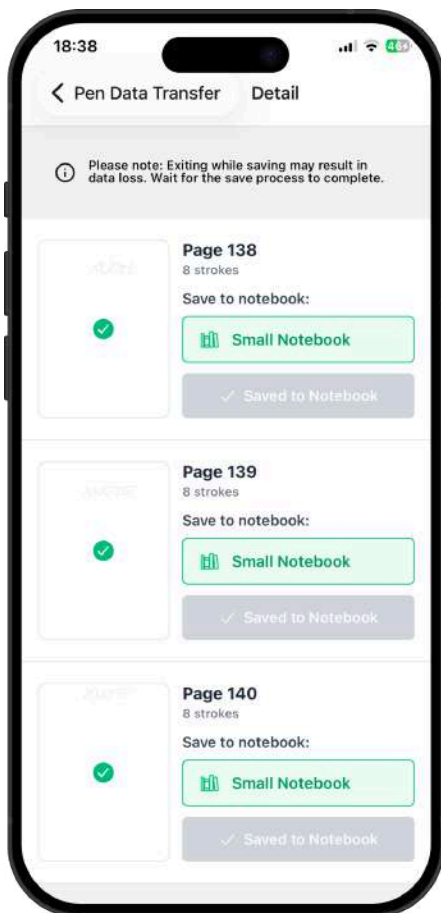 18:38
Pen Data Transfer Detail
Please note: Exiting while saving may result in
data loss. Wait for the save process to complete.
Page 138
8 strokes
Save to notebook:
Small Notebook
Saved to Notebook
Page 139
8 strokes
Save to notebook:
Small Notebook
Saved to Notebook
Page 140
8 strokes
Save to notebook:
Small Notebook
Saved to Notebook